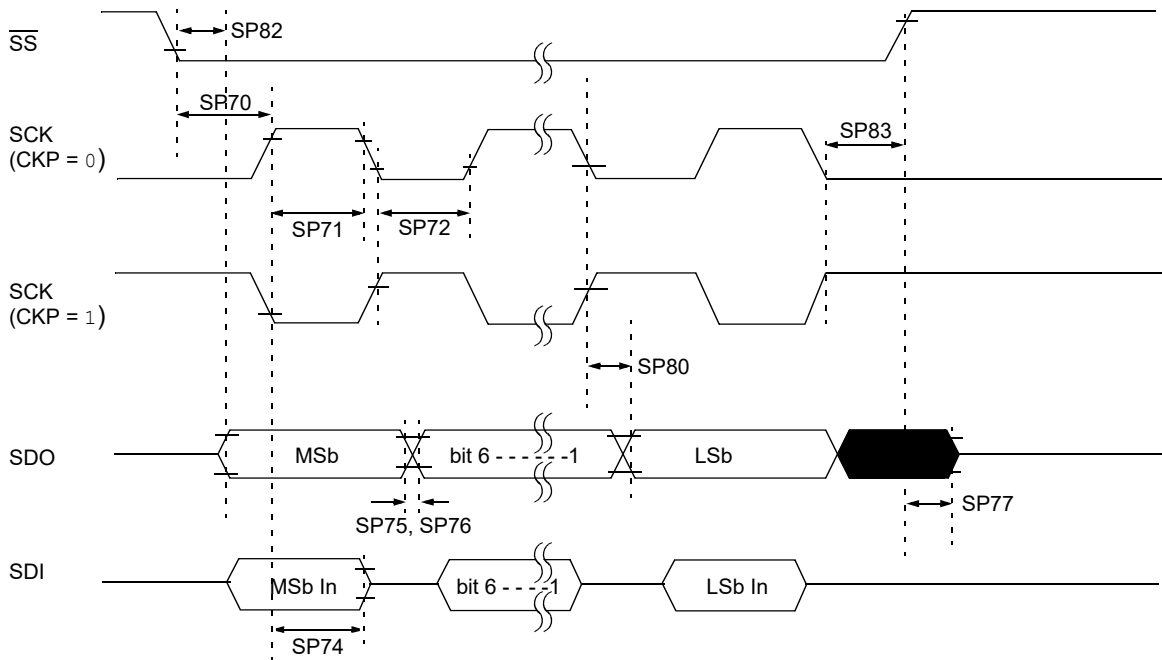 SS
SP82
SP70
SCK
(CKP = 0)
SP83
SP71
SP72
SCK
(CKP = 1)
SP80
SDO
MSb
bit 6 - - - - - -1
LSb
SP77
SP75, SP76
SDI
MSb In
bit 6 - - - -1
LSb In
SP74